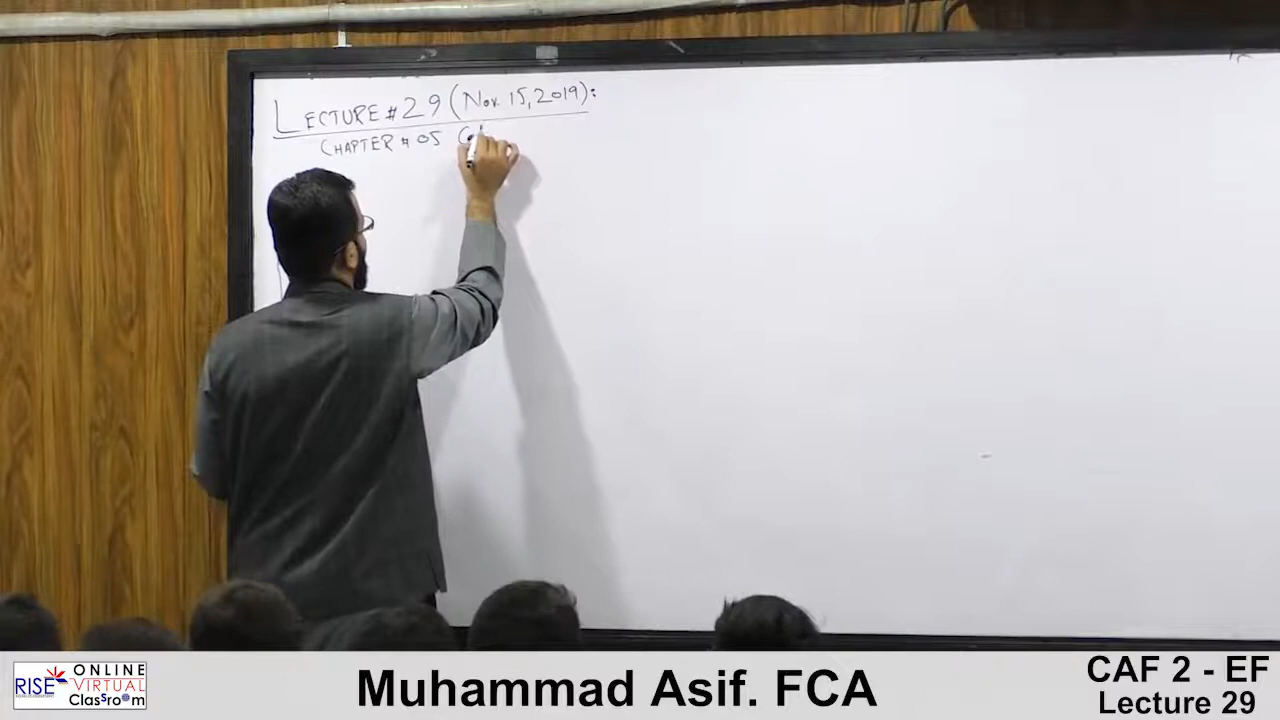 LECTURE # 29 (Nov. 15, 2019):
CHAPTER # 05
RISE
ONLINE
VIRTUAL
ClasSro@m
Muhammad Asif. FCA
CAF 2 - EF
Lecture 29